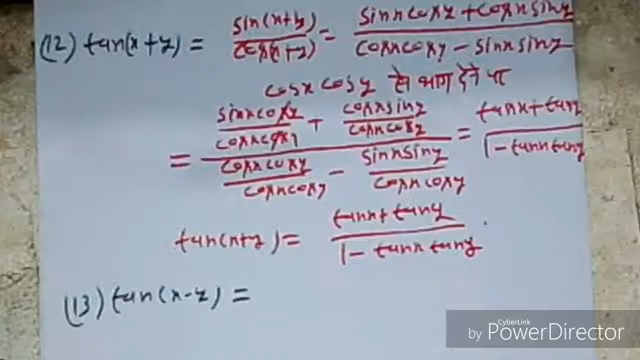 (12) tan(x+y) = sin(x+y)/cos(x+y) = sinx cosy + cosx siny / cosx cosy - sinx siny
cosx cosy से भाग देने पर
= sinx cosy/cosx cosy + cosx siny/cosx cosy / cosx cosy/cosx cosy - sinx siny/cosx cosy = tanx + tany / 1 - tanx tany
tan(x+y) = tanx + tany / 1 - tanx tany
(13) tan(x-y) =
CyberLink
by PowerDirector